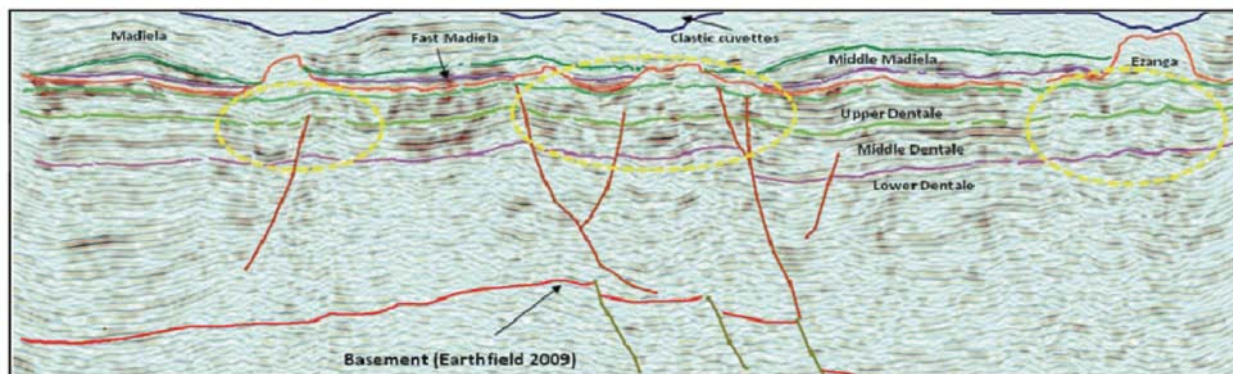 Madiela
Fast Madiela
Clastic cuvettes
Middle Madiela
Ezanga
Upper Dentale
Middle Dentale
Lower Dentale
Basement (Earthfield 2009)